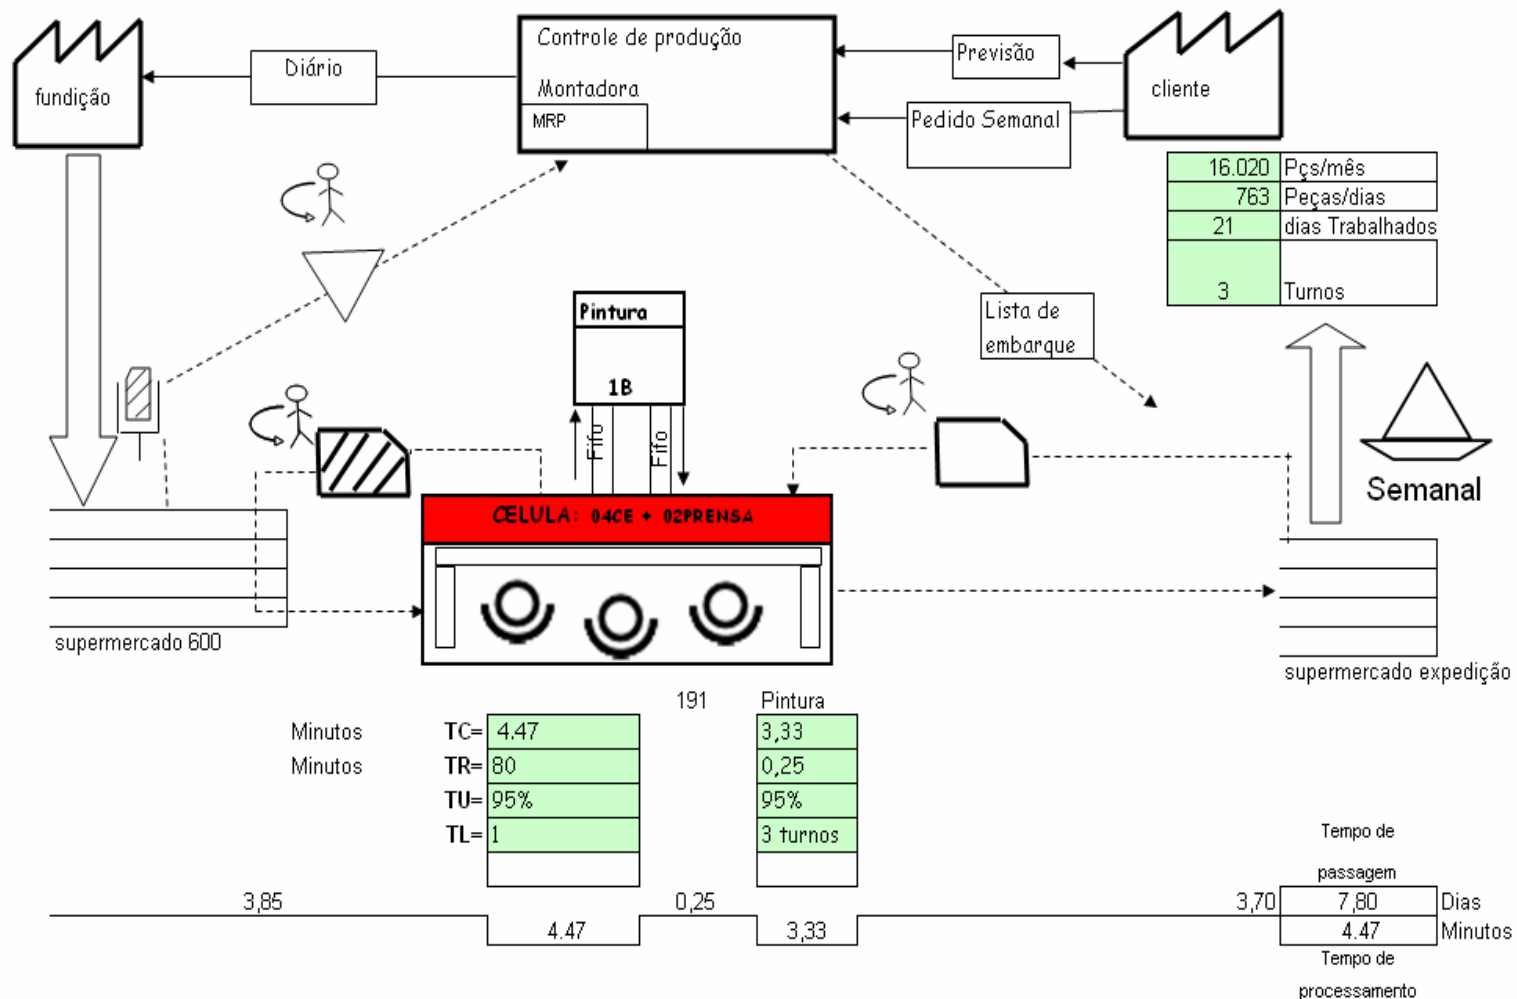 fundição
Diário
Controle de produção
Montadora
MRP
Previsão
Pedido Semanal
cliente
16.020 Pçs/mês
763 Peças/dias
21 dias Trabalhados
3 Turnos
Pintura
1B
Fifo
Fifo
Lista de
embarque
Semanal
CELULA: 04CE + 02PRENSA
supermercado 600
supermercado expedição
191 Pintura
Minutos TC= 4.47 3,33
Minutos TR= 80 0,25
TU= 95% 95%
TL= 1 3 turnos
Tempo de
passagem
3,85 0,25 3,70 7,80 Dias
4.47 3,33 4.47 Minutos
Tempo de
processamento